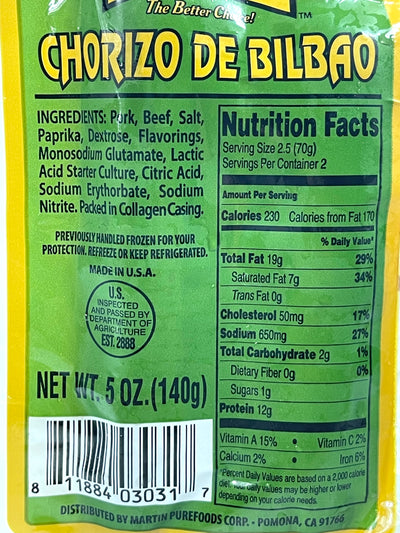 The Better Choice!
TM
CHORIZO DE BILBAO
INGREDIENTS: Pork, Beef, Salt,
Paprika, Dextrose, Flavorings,
Monosodium Glutamate, Lactic
Acid Starter Culture, Citric Acid,
Sodium Erythorbate, Sodium
Nitrite. Packed in Collagen Casing.
PREVIOUSLY HANDLED FROZEN FOR YOUR
PROTECTION. REFREEZE OR KEEP REFRIGERATED.
MADE IN U.S.A.
U.S.
INSPECTED
AND PASSED BY
DEPARTMENT OF
AGRICULTURE
EST. 2888
NET WT. 5 OZ. (140g)
Nutrition Facts
Serving Size 2.5 (70g)
Servings Per Container 2
Amount Per Serving
Calories 230 Calories from Fat 170
% Daily Value*
Total Fat 19g 29%
Saturated Fat 7g 34%
Trans Fat 0g
Cholesterol 50mg 17%
Sodium 650mg 27%
Total Carbohydrate 2g 1%
Dietary Fiber 0g 0%
Sugars 1g
Protein 12g
Vitamin A 15% • Vitamin C 2%
Calcium 2% • Iron 6%
*Percent Daily Values are based on a 2,000 calorie
diet. Your daily values may be higher or lower
depending on your calorie needs.
8 11884 03031 7
DISTRIBUTED BY MARTIN PUREFOODS CORP. - POMONA, CA 91766